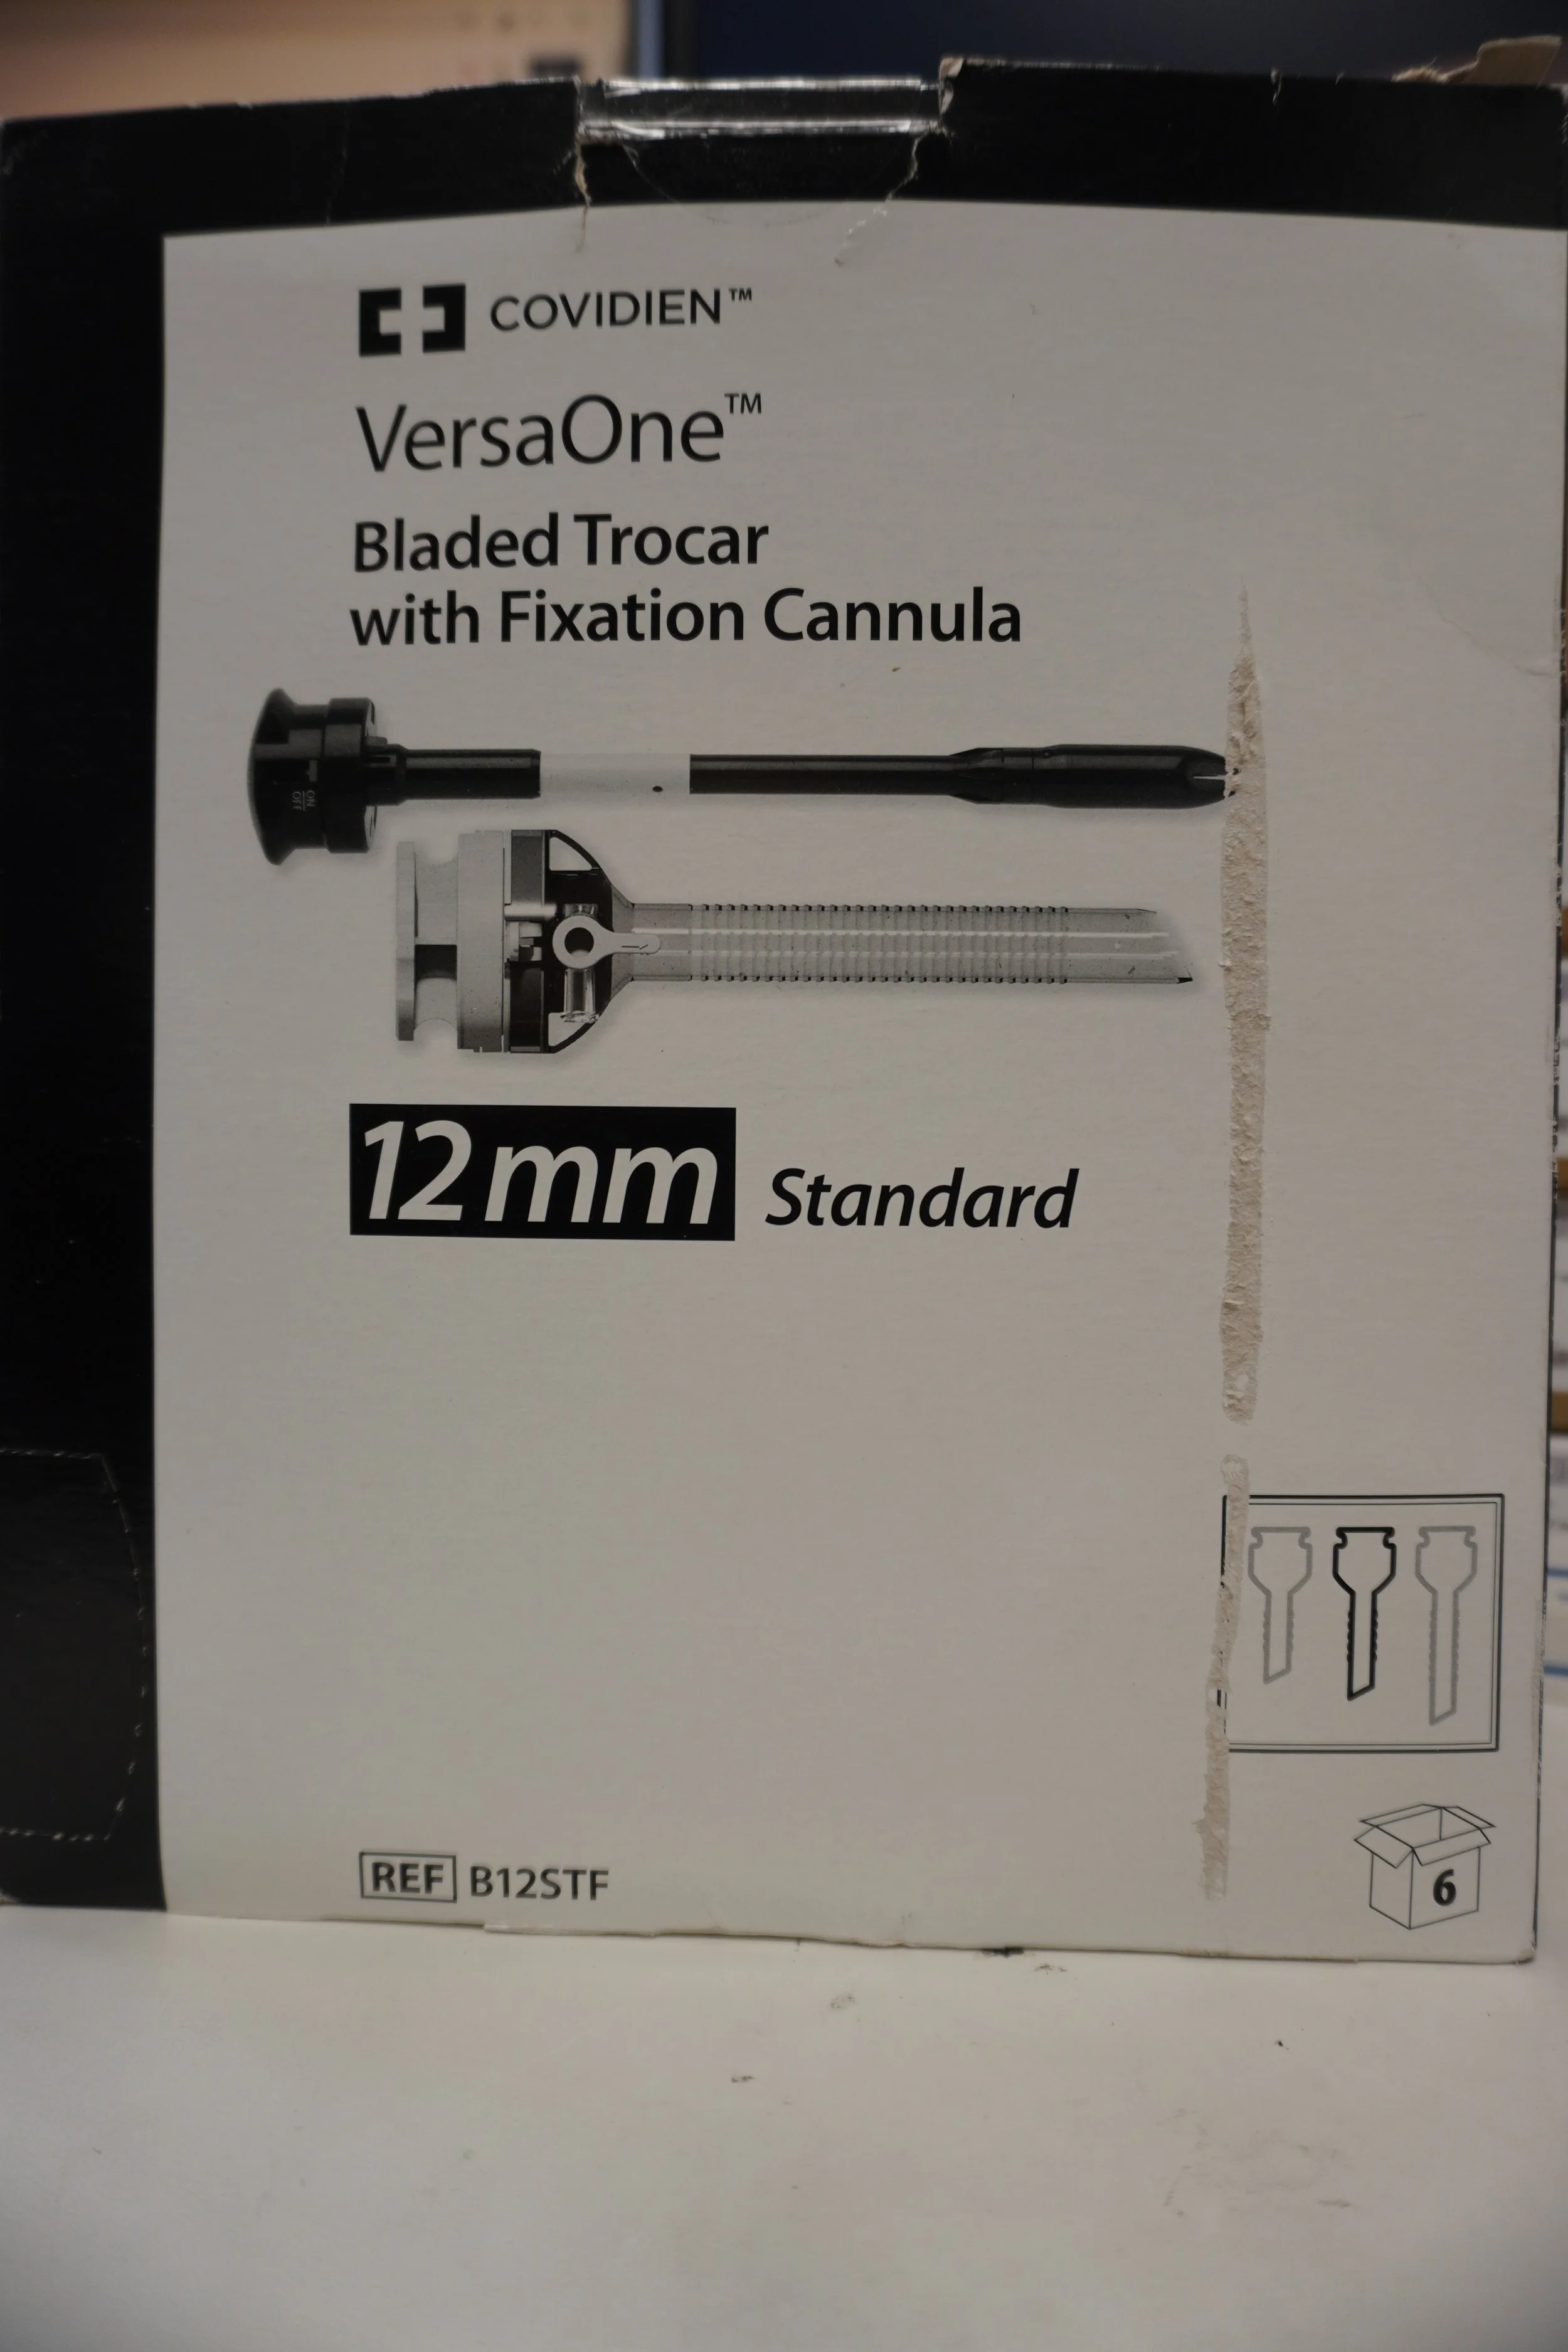 COVIDIEN™
VersaOne™
Bladed Trocar
with Fixation Cannula
ON
OFF
12mm Standard
REF B12STF
6